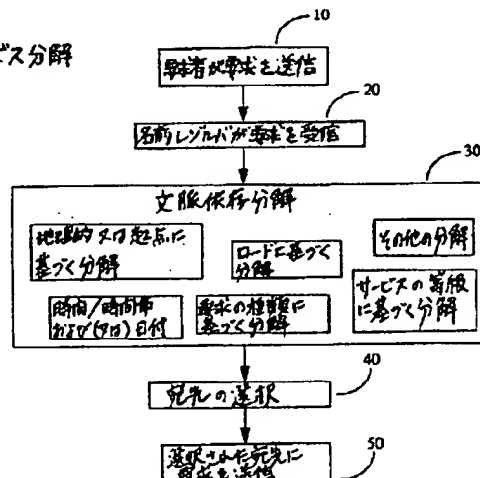 ビス分解
10
要求者が要求を送信
20
名前レゾルバが要求を受信
30
文脈依存分解
地理的又は起点に
基づく分解
ロードに基づく
分解
その他の分解
時間/時間帯
および(又は)日付
要求の種類に
基づく分解
サービスの等級
に基づく分解
40
宛先の選択
50
選択された宛先に
要求を送信